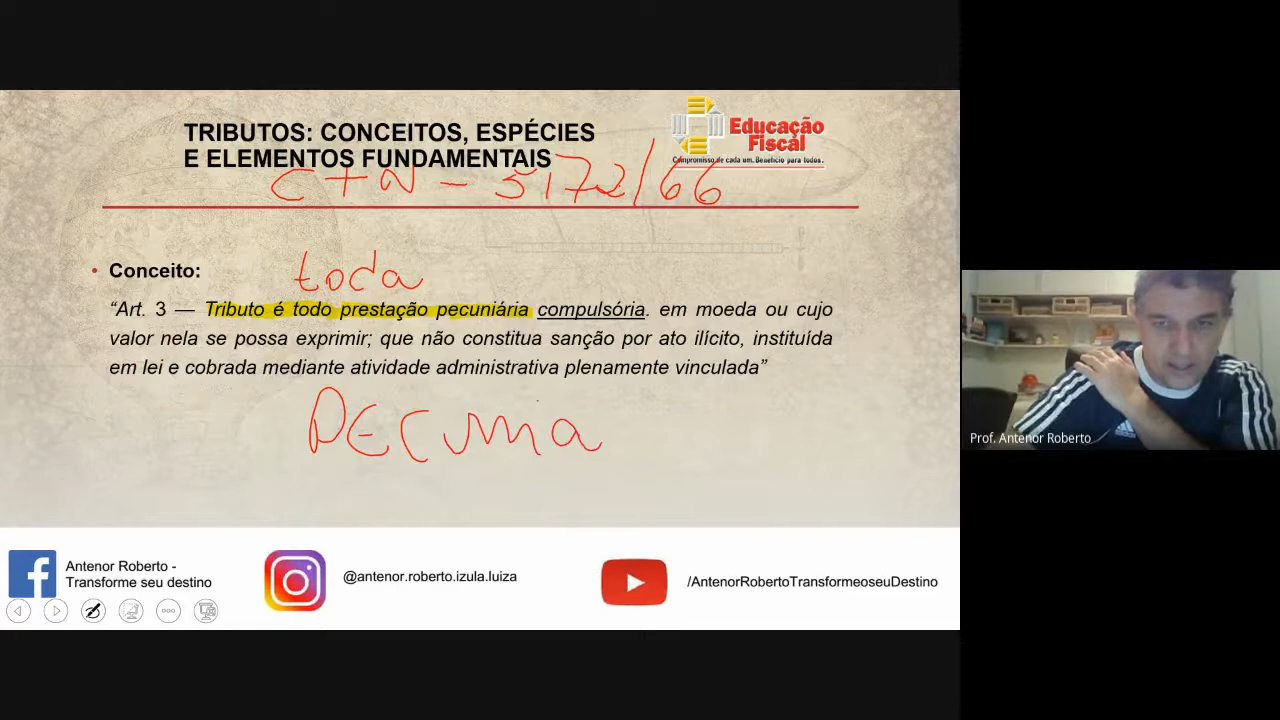 TRIBUTOS: CONCEITOS, ESPÉCIES
E ELEMENTOS FUNDAMENTAIS
Educação
Fiscal
Compromisso de cada um. Benefício para todos.
CTN - 5172/66
• Conceito:
toda
“Art. 3 — Tributo é todo prestação pecuniária compulsória. em moeda ou cujo
valor nela se possa exprimir; que não constitua sanção por ato ilícito, instituída
em lei e cobrada mediante atividade administrativa plenamente vinculada”
PECUNIA
Prof. Antenor Roberto
Antenor Roberto -
Transforme seu destino
@antenor.roberto.izula.luiza
/AntenorRobertoTransformeoseuDestino